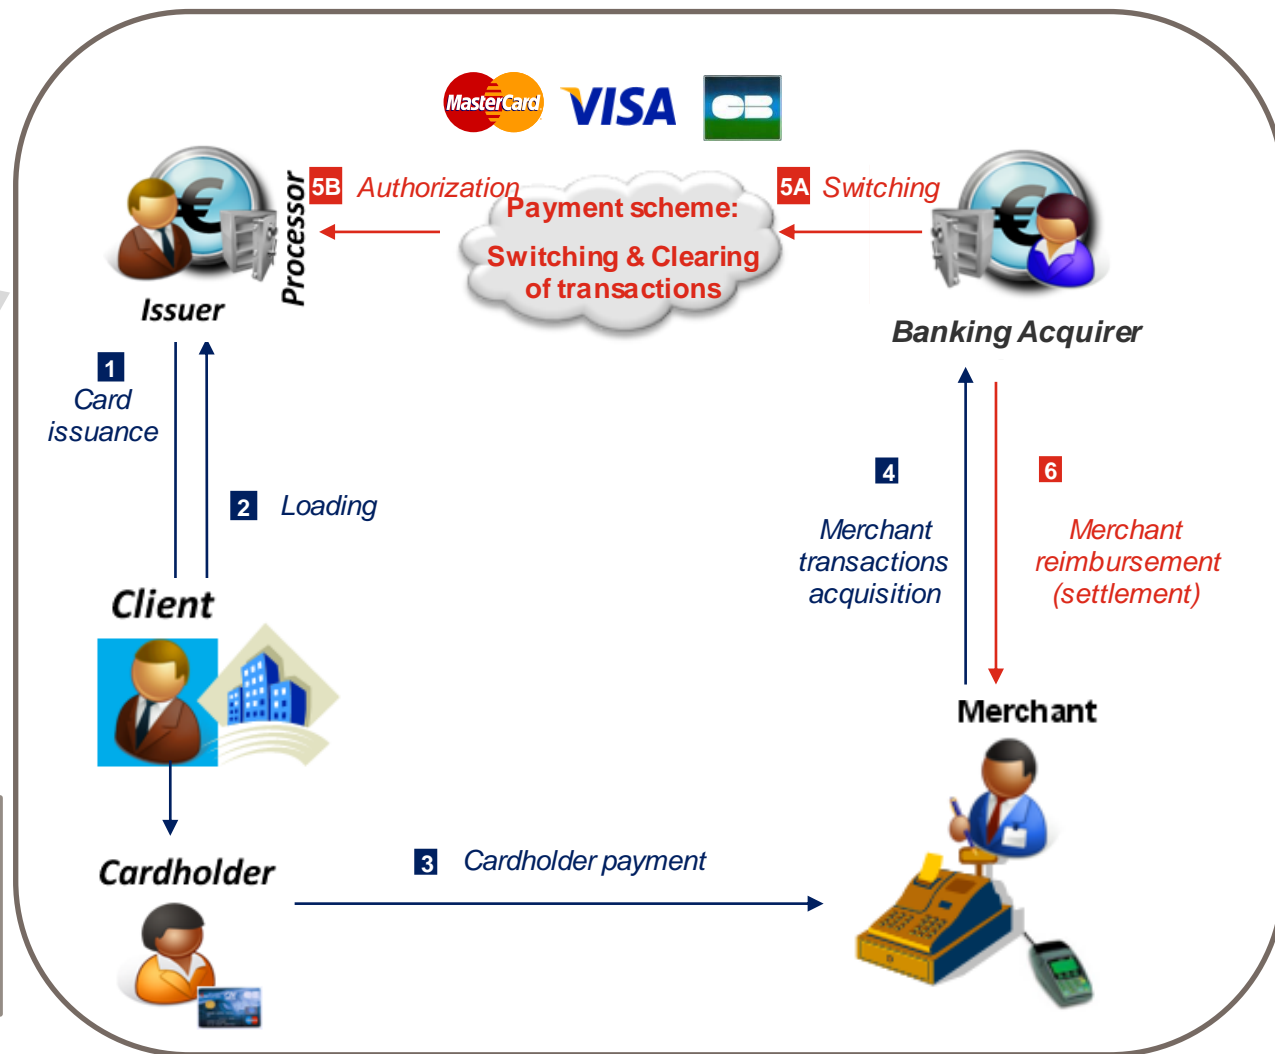 MasterCard VISA CB
5B Authorization
5A Switching
Processor
Payment scheme:
Switching & Clearing
of transactions
Issuer
Banking Acquirer
1
Card
issuance
2 Loading
4
Merchant
transactions
acquisition
6
Merchant
reimbursement
(settlement)
Client
Merchant
Cardholder
3 Cardholder payment